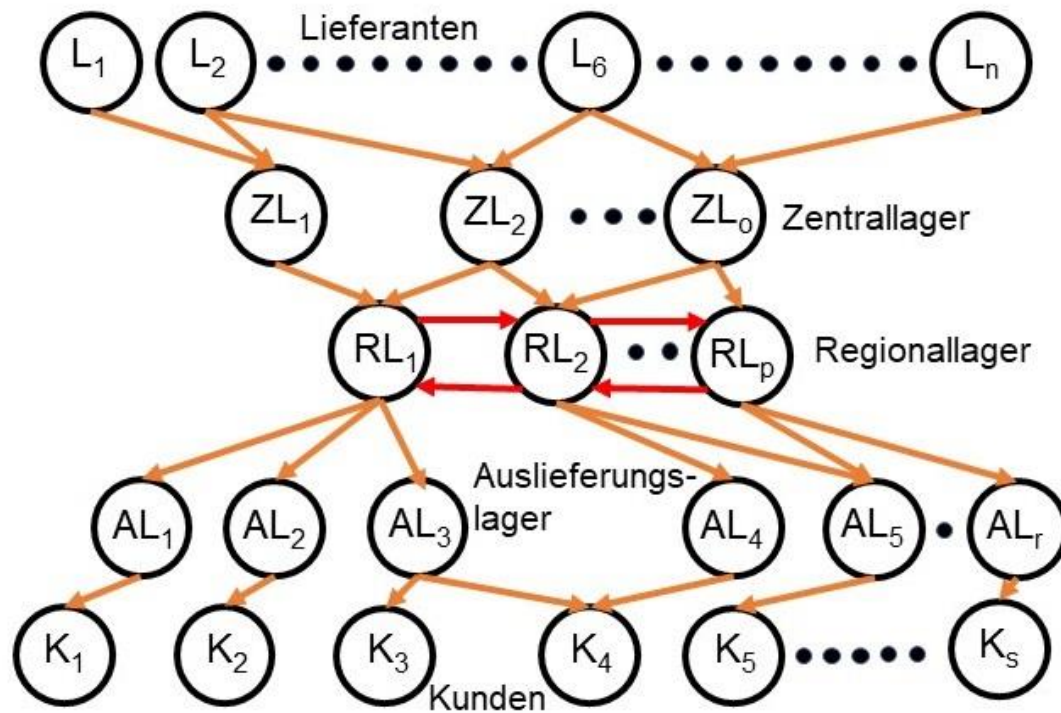 Lieferanten
L₁ L₂ L₆ Lₙ
ZL₁ ZL₂ ZLₒ Zentrallager
RL₁ RL₂ RLₚ Regionallager
Auslieferungs-
lager
AL₁ AL₂ AL₃ AL₄ AL₅ ALᵣ
K₁ K₂ K₃ K₄ K₅ Kₛ
Kunden